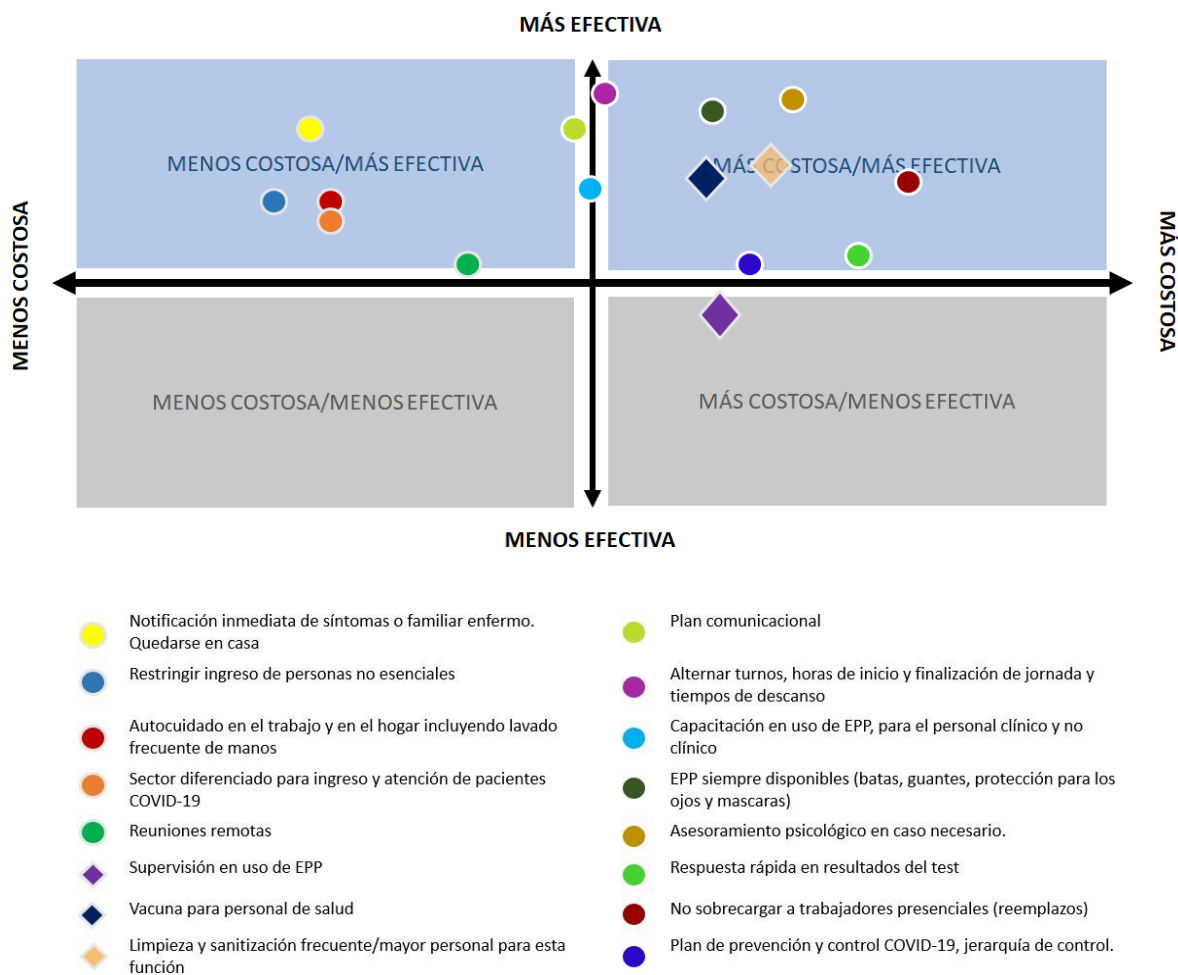 MÁS EFECTIVA
MENOS COSTOSA/MÁS EFECTIVA
MÁS COSTOSA/MÁS EFECTIVA
MENOS COSTOSA
MÁS COSTOSA
MENOS COSTOSA/MENOS EFECTIVA
MÁS COSTOSA/MENOS EFECTIVA
MENOS EFECTIVA
Notificación inmediata de síntomas o familiar enfermo.
Quedarse en casa
Restringir ingreso de personas no esenciales
Autocuidado en el trabajo y en el hogar incluyendo lavado
frecuente de manos
Sector diferenciado para ingreso y atención de pacientes
COVID-19
Reuniones remotas
Supervisión en uso de EPP
Vacuna para personal de salud
Limpieza y sanitización frecuente/mayor personal para esta
función
Plan comunicacional
Alternar turnos, horas de inicio y finalización de jornada y
tiempos de descanso
Capacitación en uso de EPP, para el personal clínico y no
clínico
EPP siempre disponibles (batas, guantes, protección para los
ojos y mascaras)
Asesoramiento psicológico en caso necesario.
Respuesta rápida en resultados del test
No sobrecargar a trabajadores presenciales (reemplazos)
Plan de prevención y control COVID-19, jerarquía de control.